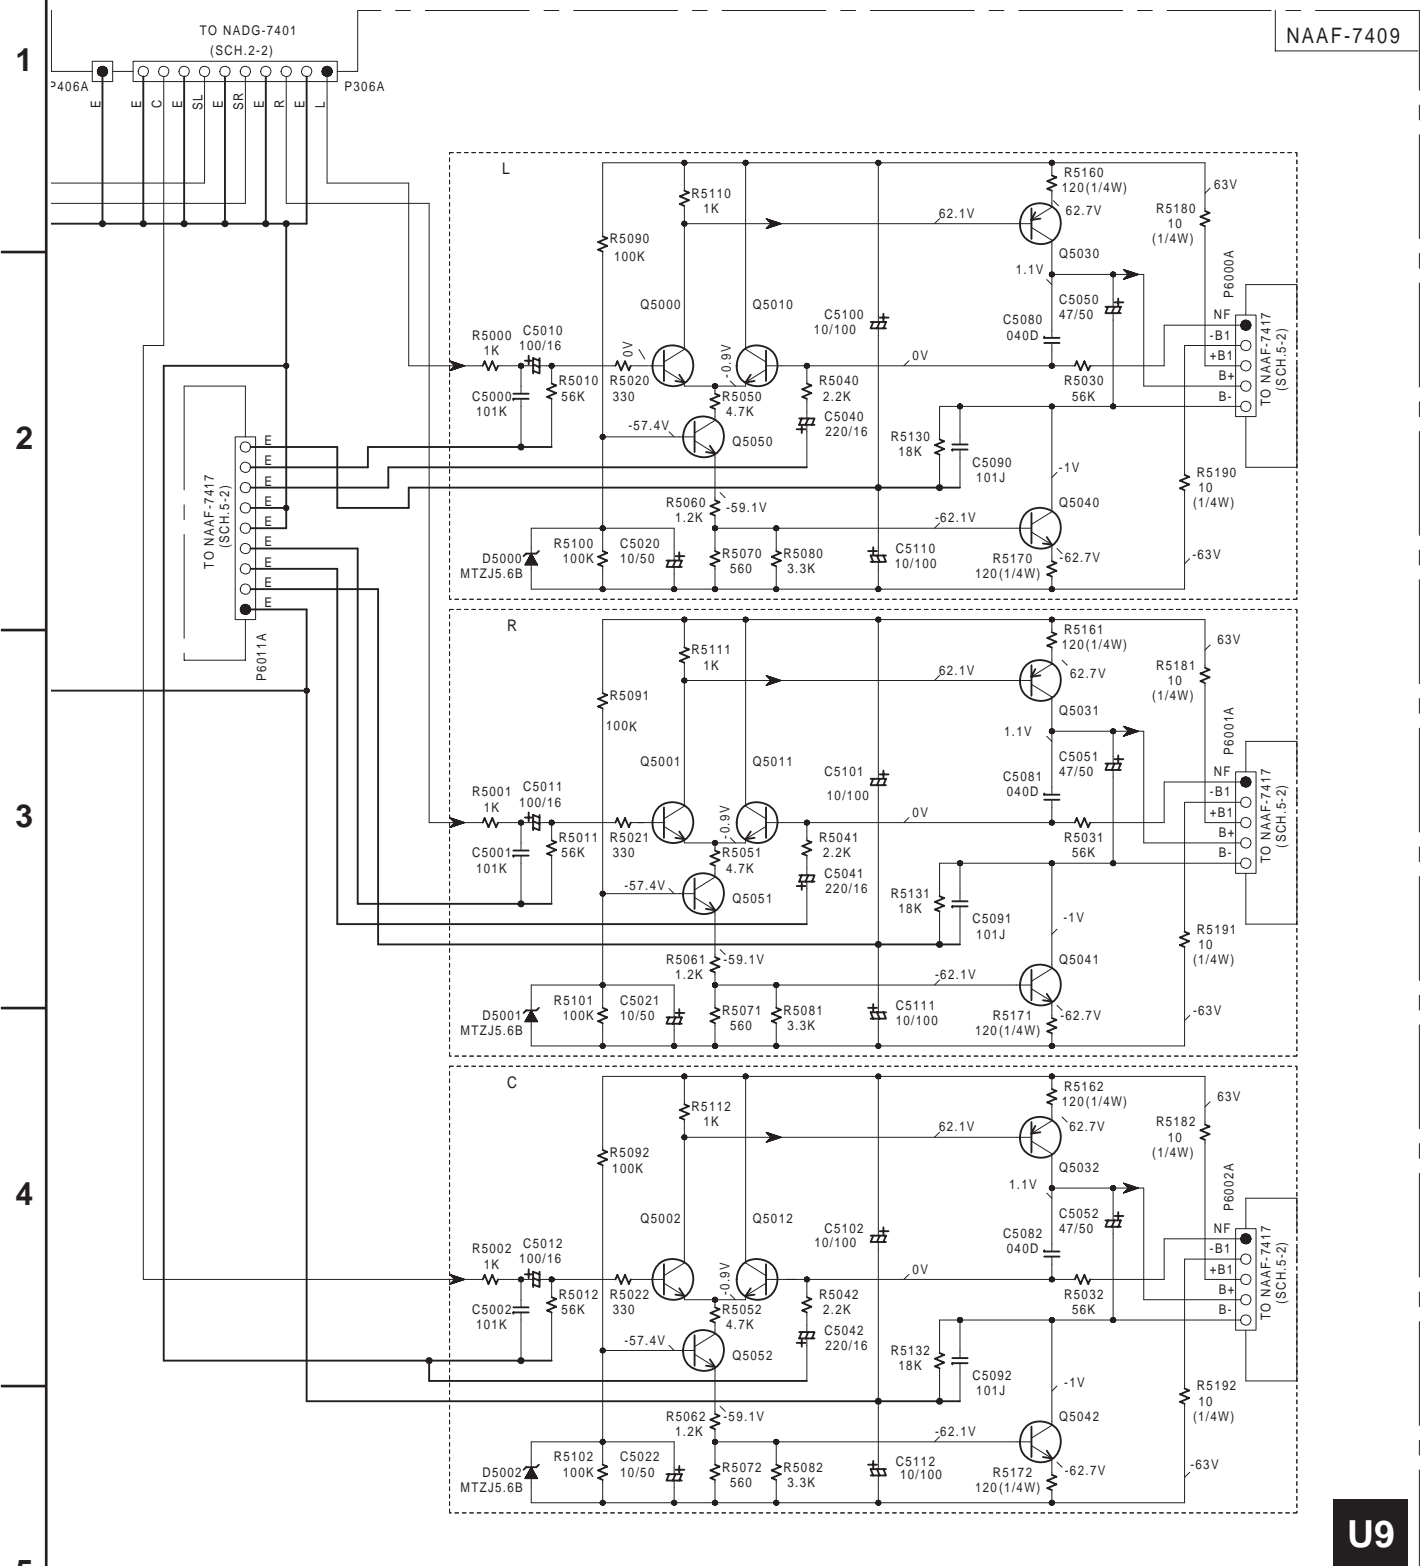 1
TO NADG-7401
(SCH.2-2)
NAAF-7409
P406A
P306A
E
E
C
E
SL
E
SR
E
R
E
L
L
R5110
1K
R5160
120(1/4W)
63V
62.1V
62.7V
R5180
10
(1/4W)
R5090
100K
Q5030
1.1V
P6000A
Q5000
Q5010
C5100
10/100
C5080
040D
C5050
47/50
NF
-B1
+B1
B+
B-
TO NAAF-7417
(SCH.5-2)
R5000
1K
C5010
100/16
0V
-0.9V
0V
C5000
101K
R5010
56K
R5020
330
R5050
4.7K
R5040
2.2K
R5030
56K
C5040
220/16
2
-57.4V
Q5050
R5130
18K
C5090
101J
-1V
R5190
10
(1/4W)
E
E
E
E
E
E
E
E
E
TO NAAF-7417
(SCH.5-2)
P6011A
R5060
1.2K
-59.1V
-62.1V
Q5040
D5000
MTZJ5.6B
R5100
100K
C5020
10/50
R5070
560
R5080
3.3K
C5110
10/100
R5170
120(1/4W)
-62.7V
-63V
R
R5111
1K
R5161
120(1/4W)
63V
62.1V
62.7V
R5181
10
(1/4W)
R5091
100K
Q5031
1.1V
P6001A
Q5001
Q5011
C5101
10/100
C5081
040D
C5051
47/50
NF
-B1
+B1
B+
B-
TO NAAF-7417
(SCH.5-2)
3
R5001
1K
C5011
100/16
-0.9V
0V
C5001
101K
R5011
56K
R5021
330
R5051
4.7K
R5041
2.2K
R5031
56K
C5041
220/16
-57.4V
Q5051
R5131
18K
C5091
101J
-1V
R5191
10
(1/4W)
R5061
1.2K
-59.1V
-62.1V
Q5041
D5001
MTZJ5.6B
R5101
100K
C5021
10/50
R5071
560
R5081
3.3K
C5111
10/100
R5171
120(1/4W)
-62.7V
-63V
C
R5112
1K
R5162
120(1/4W)
63V
62.1V
62.7V
R5182
10
(1/4W)
R5092
100K
Q5032
1.1V
P6002A
4
Q5002
Q5012
C5102
10/100
C5082
040D
C5052
47/50
NF
-B1
+B1
B+
B-
TO NAAF-7417
(SCH.5-2)
R5002
1K
C5012
100/16
-0.9V
0V
C5002
101K
R5012
56K
R5022
330
R5052
4.7K
R5042
2.2K
R5032
56K
C5042
220/16
-57.4V
Q5052
R5132
18K
C5092
101J
-1V
R5192
10
(1/4W)
R5062
1.2K
-59.1V
-62.1V
Q5042
D5002
MTZJ5.6B
R5102
100K
C5022
10/50
R5072
560
R5082
3.3K
C5112
10/100
R5172
120(1/4W)
-62.7V
-63V
U9